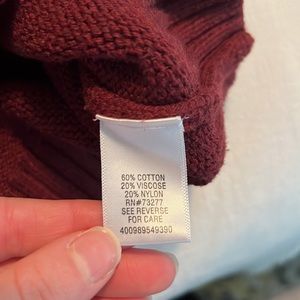 60% COTTON
20% VISCOSE
20% NYLON
RN#73277
SEE REVERSE
FOR CARE
400989549390